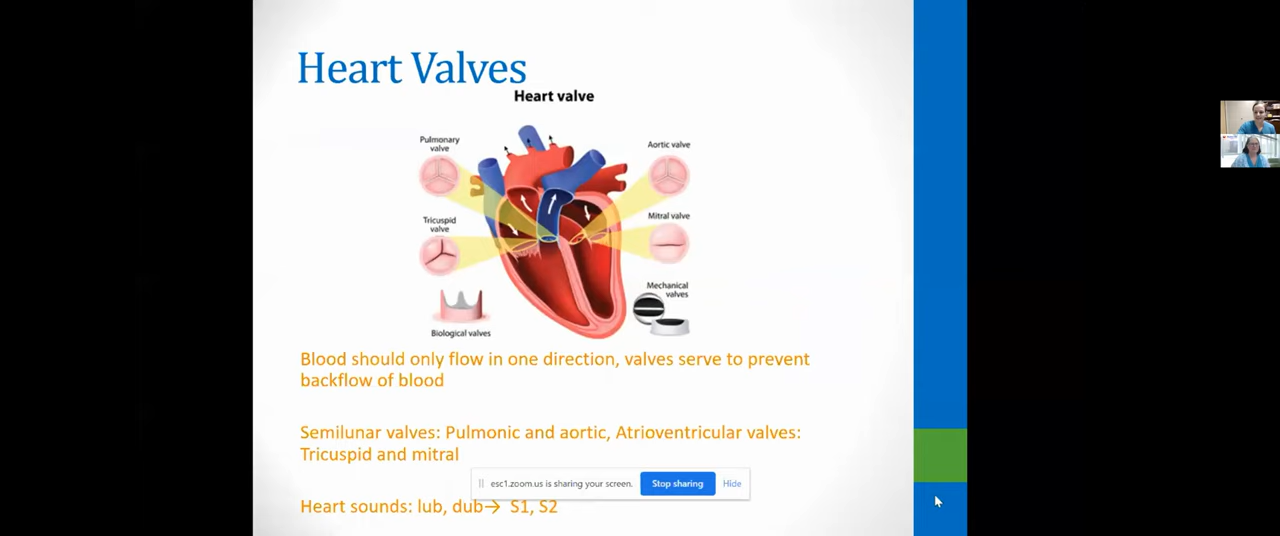 Heart Valves
Heart valve
Pulmonary
valve
Aortic valve
Tricuspid
valve
Mitral valve
Mechanical
valves
Biological valves
Blood should only flow in one direction, valves serve to prevent
backflow of blood
Semilunar valves: Pulmonic and aortic, Atrioventricular valves:
Tricuspid and mitral
esc1.zoom.us is sharing your screen.
Stop sharing
Hide
Heart sounds: lub, dub→ S1, S2